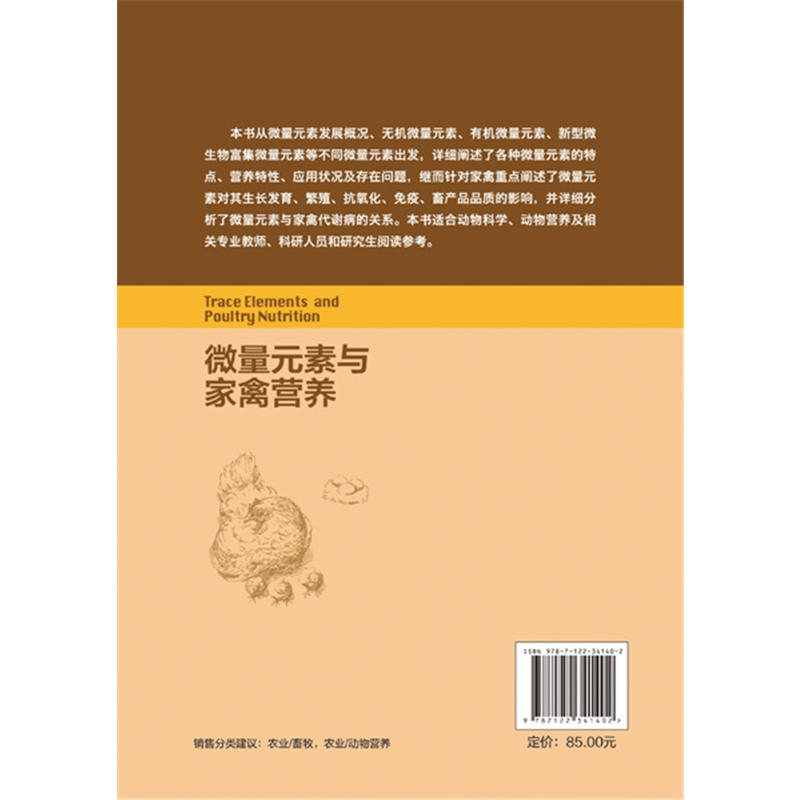 本书从微量元素发展概况、无机微量元素、有机微量元素、新型微
生物富集微量元素等不同微量元素出发，详细阐述了各种微量元素的特
点、营养特性、应用状况及存在问题，继而针对家禽重点阐述了微量元
素对其生长发育、繁殖、抗氧化、免疫、畜产品品质的影响，并详细分
析了微量元素与家禽代谢病的关系。本书适合动物科学、动物营养及相
关专业教师、科研人员和研究生阅读参考。
Trace Elements and
Poultry Nutrition
微量元素与
家禽营养
ISBN 978-7-122-34140-2
9 787122 341402>
销售分类建议：农业/畜牧，农业/动物营养
定价：85.00元